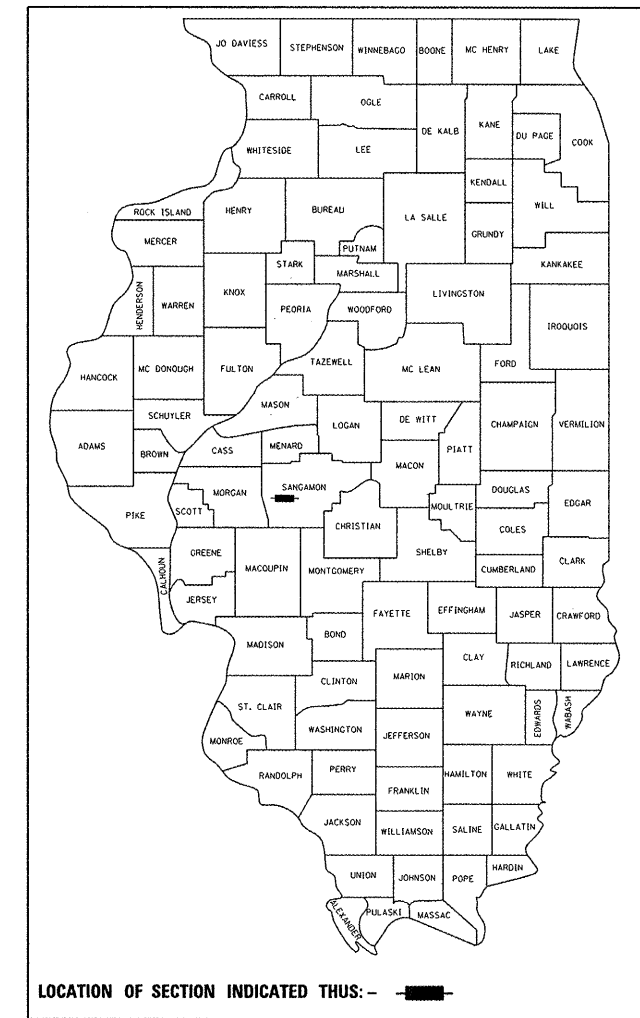 JO DAVIESS
STEPHENSON
WINNEBAGO
BOONE
MC HENRY
LAKE
CARROLL
OGLE
DE KALB
KANE
DU PAGE
COOK
WHITESIDE
LEE
KENDALL
WILL
ROCK ISLAND
HENRY
BUREAU
LA SALLE
GRUNDY
MERCER
PUTNAM
KANKAKEE
STARK
MARSHALL
HENDERSON
WARREN
KNOX
PEORIA
WOODFORD
LIVINGSTON
IROQUOIS
HANCOCK
MC DONOUGH
FULTON
TAZEWELL
MC LEAN
FORD
SCHUYLER
MASON
LOGAN
DE WITT
CHAMPAIGN
VERMILION
ADAMS
BROWN
CASS
MENARD
PIATT
MACON
PIKE
SCOTT
MORGAN
SANGAMON
CHRISTIAN
MOULTRIE
DOUGLAS
EDGAR
COLES
CALHOUN
GREENE
MACOUPIN
MONTGOMERY
SHELBY
CUMBERLAND
CLARK
JERSEY
FAYETTE
EFFINGHAM
JASPER
CRAWFORD
MADISON
BOND
CLAY
RICHLAND
LAWRENCE
CLINTON
MARION
ST. CLAIR
WAYNE
EDWARDS
WABASH
MONROE
WASHINGTON
JEFFERSON
RANDOLPH
PERRY
HAMILTON
WHITE
FRANKLIN
JACKSON
WILLIAMSON
SALINE
GALLATIN
UNION
JOHNSON
POPE
HARDIN
ALEXANDER
PULASKI
MASSAC
LOCATION OF SECTION INDICATED THUS: –